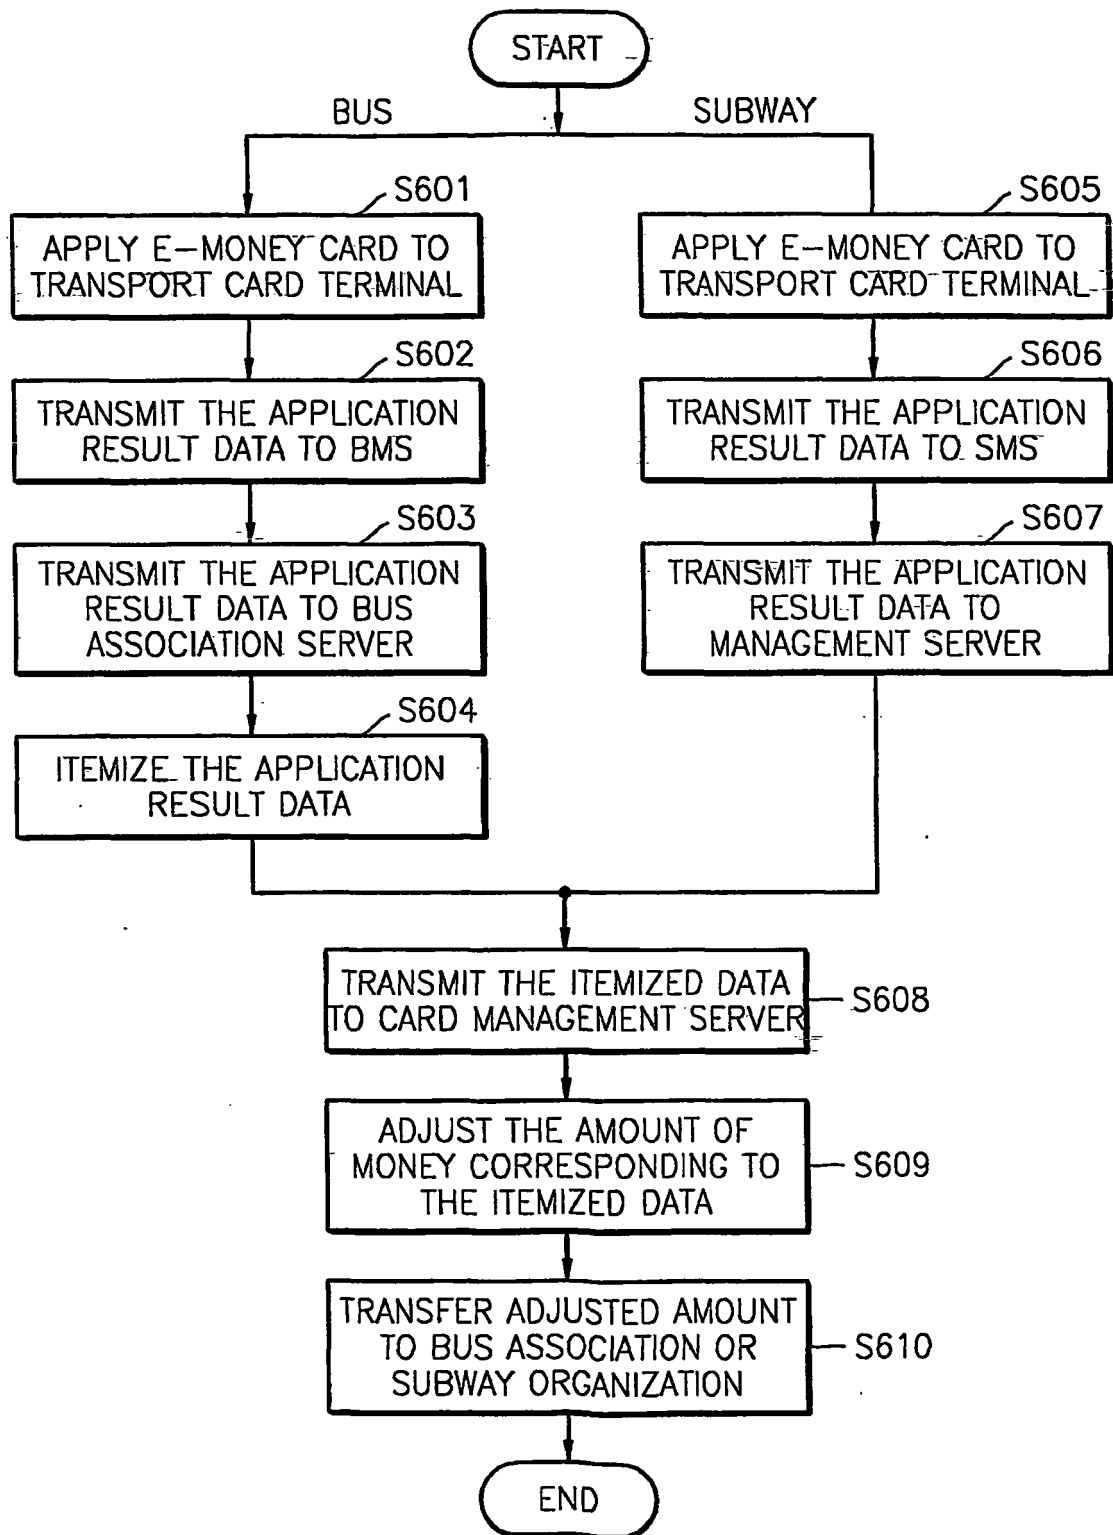 START
BUS
SUBWAY
S601
APPLY E-MONEY CARD TO
TRANSPORT CARD TERMINAL
S602
TRANSMIT THE APPLICATION
RESULT DATA TO BMS
S603
TRANSMIT THE APPLICATION
RESULT DATA TO BUS
ASSOCIATION SERVER
S604
ITEMIZE THE APPLICATION
RESULT DATA
S605
APPLY E-MONEY CARD TO
TRANSPORT CARD TERMINAL
S606
TRANSMIT THE APPLICATION
RESULT DATA TO SMS
S607
TRANSMIT THE APPLICATION
RESULT DATA TO
MANAGEMENT SERVER
TRANSMIT THE ITEMIZED DATA
TO CARD MANAGEMENT SERVER
S608
ADJUST THE AMOUNT OF
MONEY CORRESPONDING TO
THE ITEMIZED DATA
S609
TRANSFER ADJUSTED AMOUNT
TO BUS ASSOCIATION OR
SUBWAY ORGANIZATION
S610
END